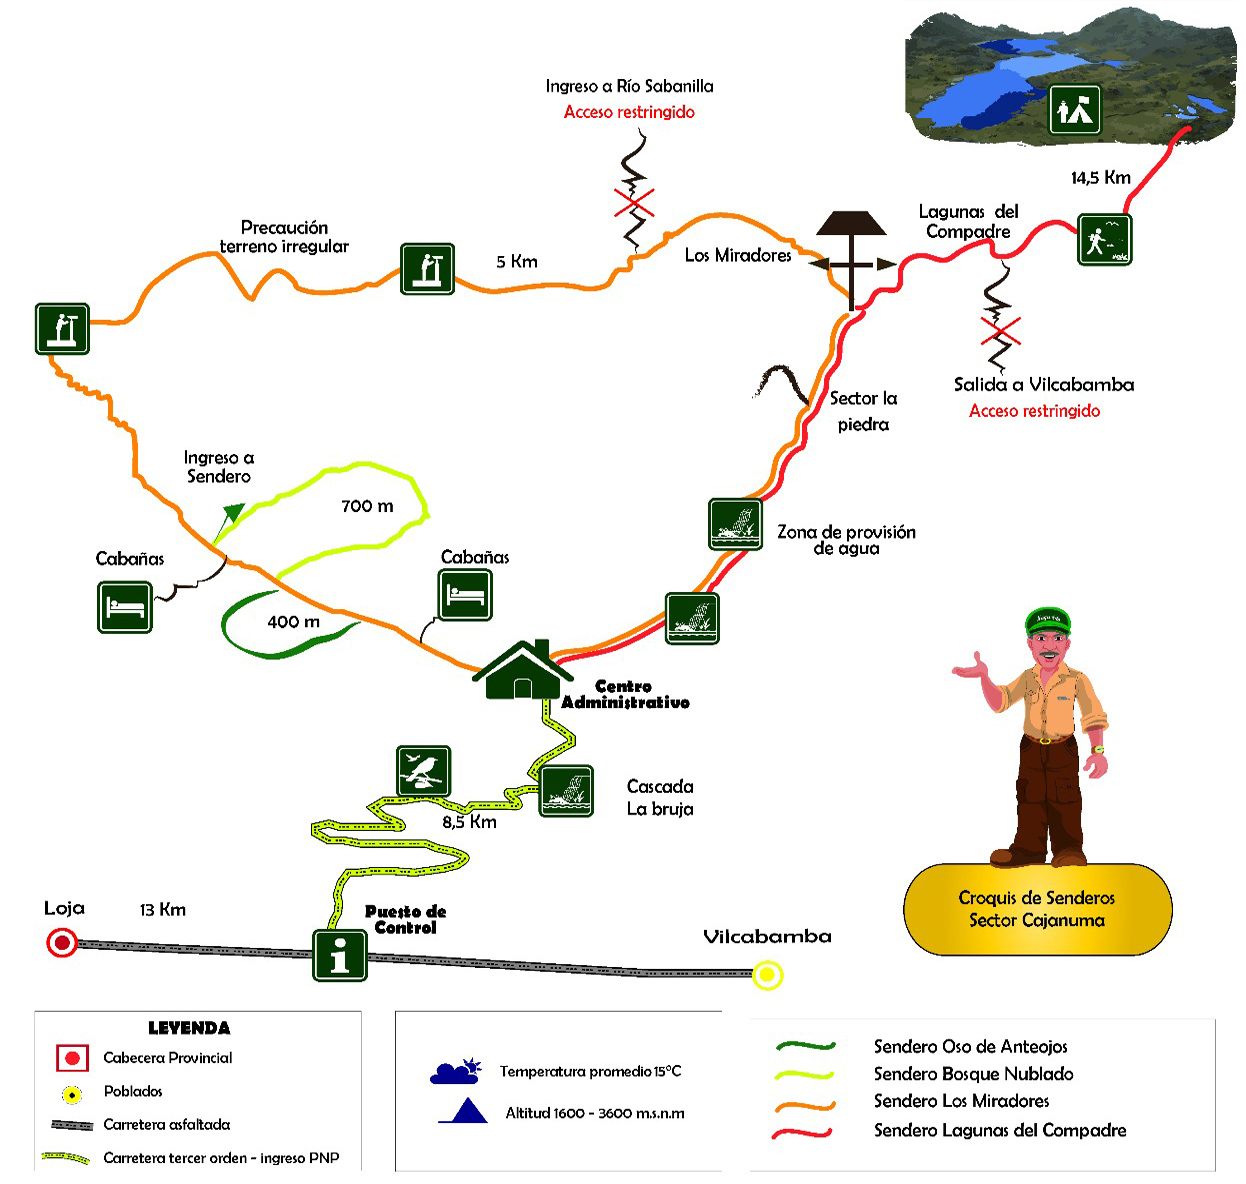 Ingreso a Río Sabanilla
Acceso restringido
14,5 Km
Lagunas del
Compadre
Precaución
terreno irregular
5 Km
Los Miradores
Salida a Vilcabamba
Acceso restringido
Sector la
piedra
Ingreso a
Sendero
700 m
Zona de provisión
de agua
Cabañas
Cabañas
400 m
Centro
Administrativo
Cascada
La bruja
8,5 Km
Loja
13 Km
Puesto de
Control
i
Vilcabamba
Croquis de Senderos
Sector Cajanuma
LEYENDA
Cabecera Provincial
Poblados
Carretera asfaltada
Carretera tercer orden - ingreso PNP
Temperatura promedio 15°C
Altitud 1600 - 3600 m.s.n.m
Sendero Oso de Anteojos
Sendero Bosque Nublado
Sendero Los Miradores
Sendero Lagunas del Compadre